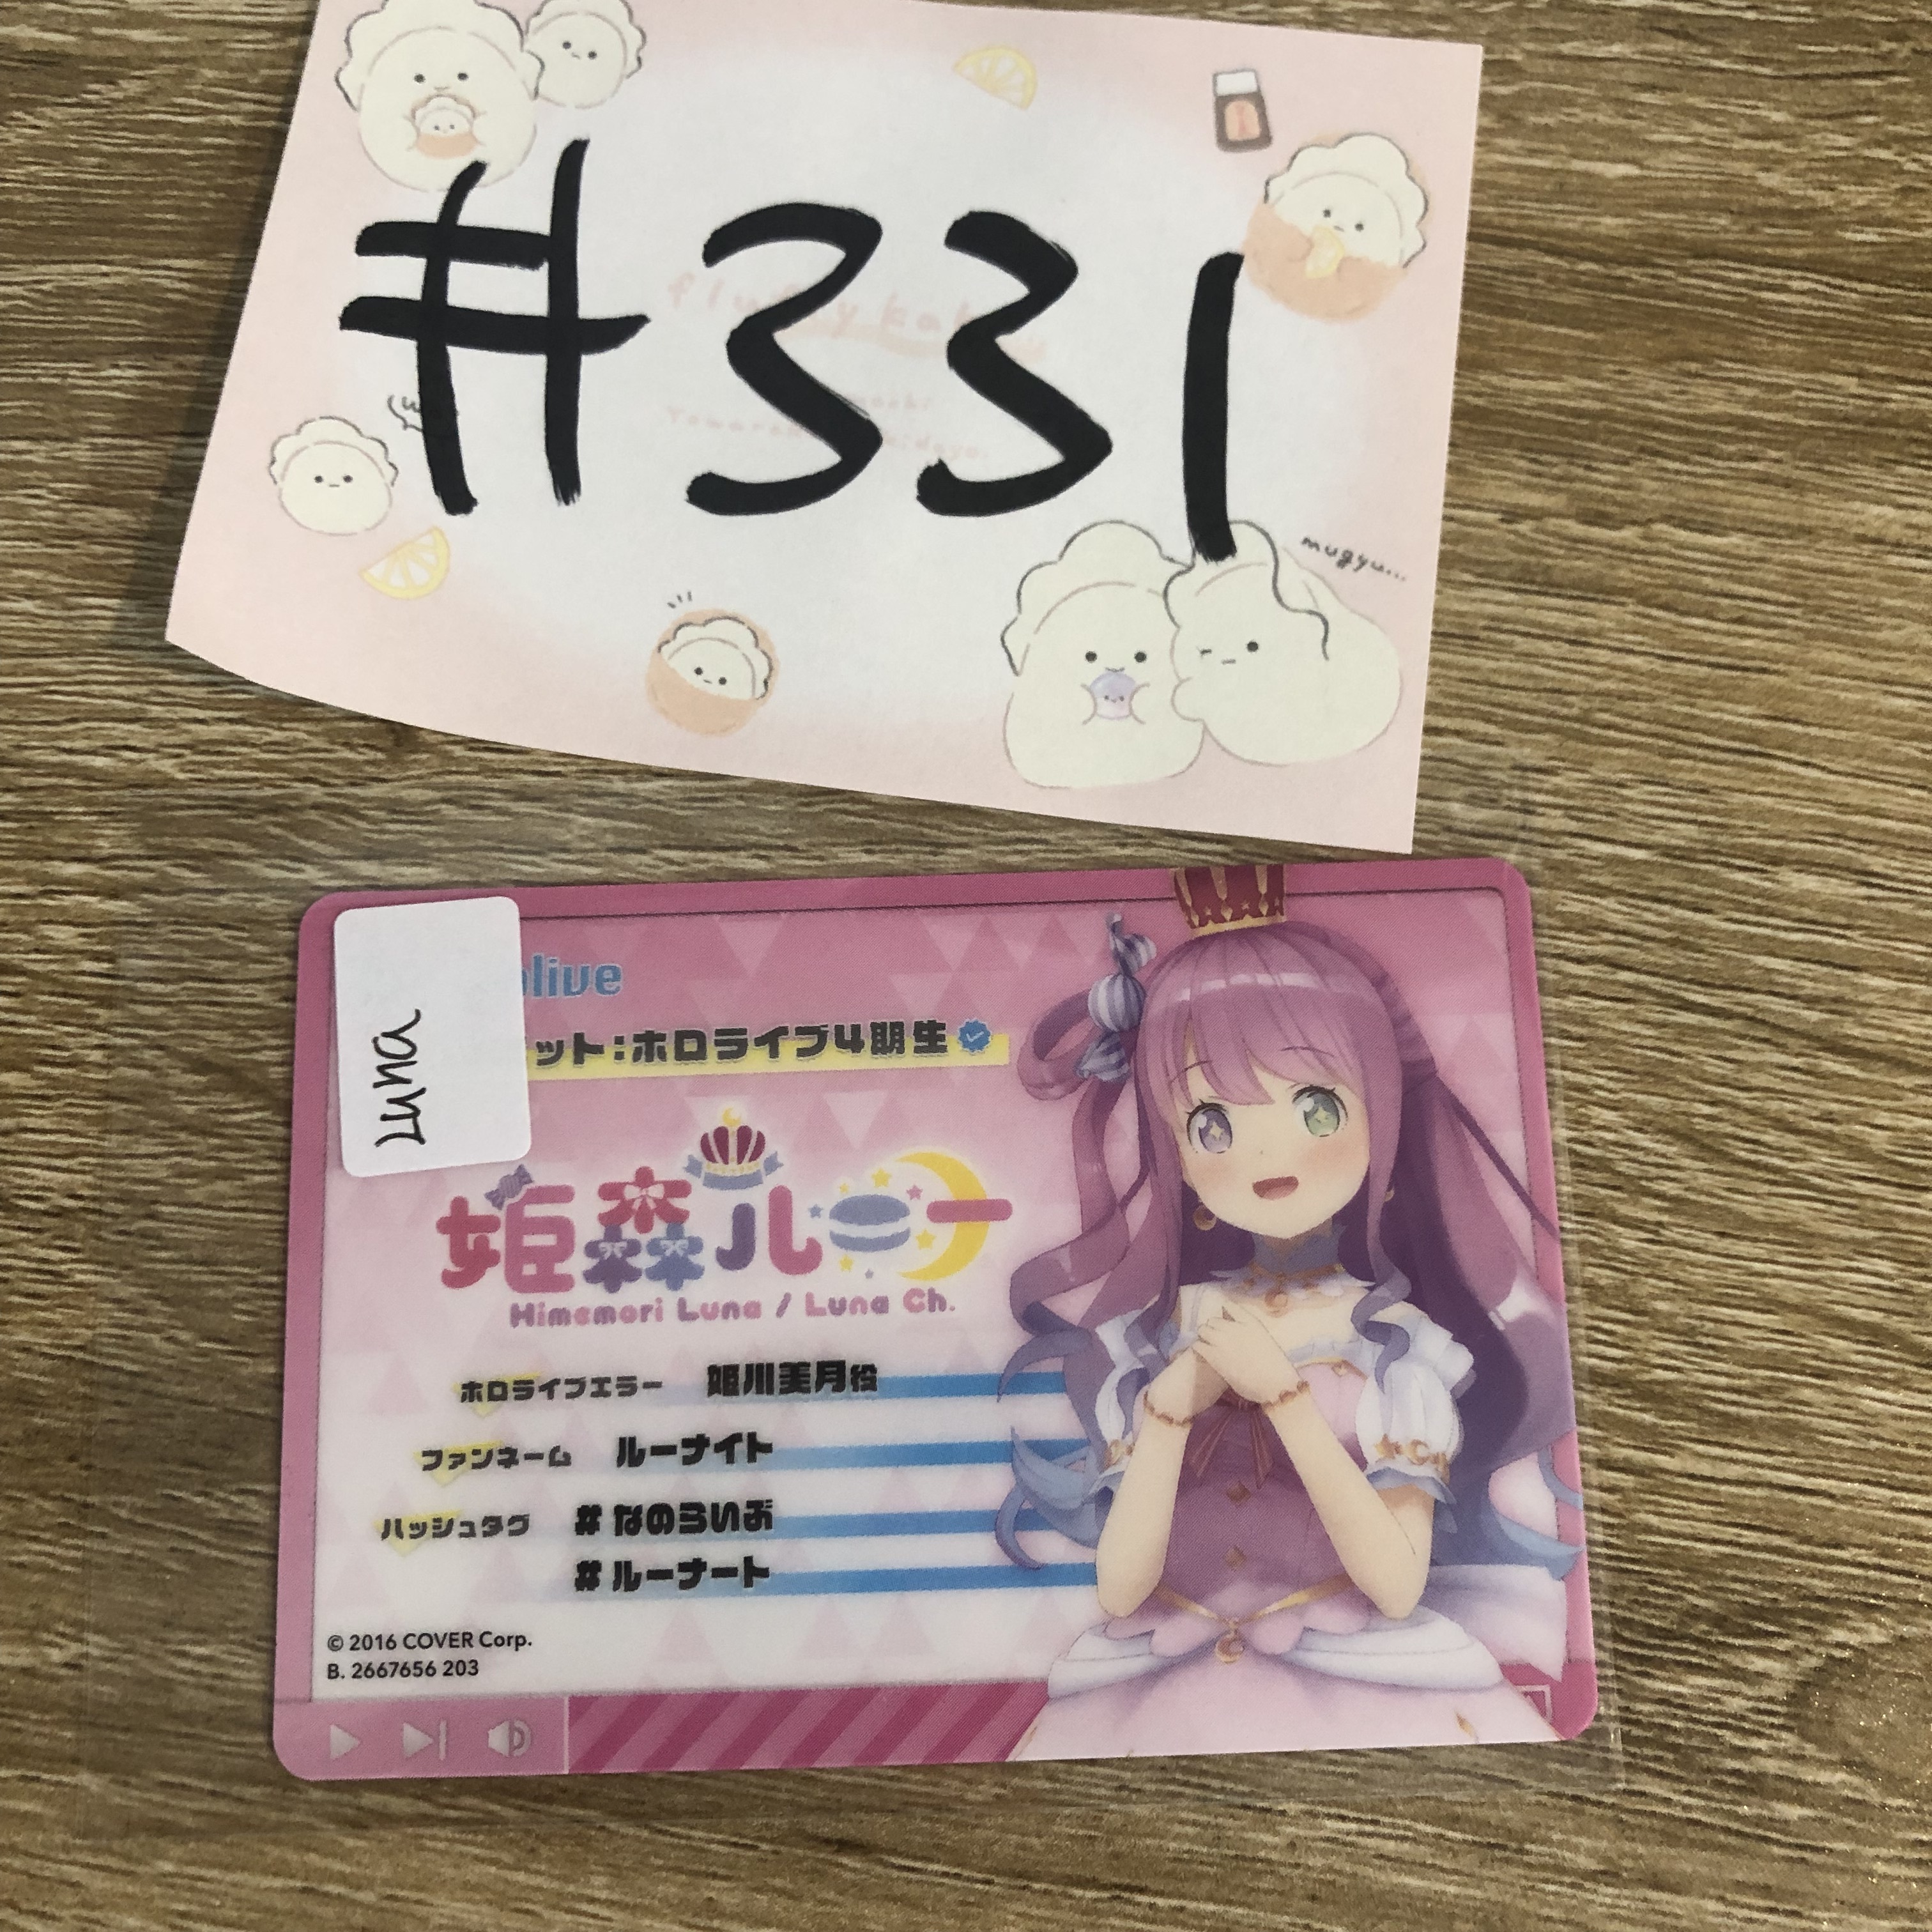 #331
mugyu...
Luna
live
ット:ホロライブ4期生
姫森ルーナ
Himemori Luna / Luna Ch.
ホロライブエラー 姫川美月役
ファンネーム ルーナイト
ハッシュタグ #なのらいぶ
#ルーナート
© 2016 COVER Corp.
B. 2667656 203